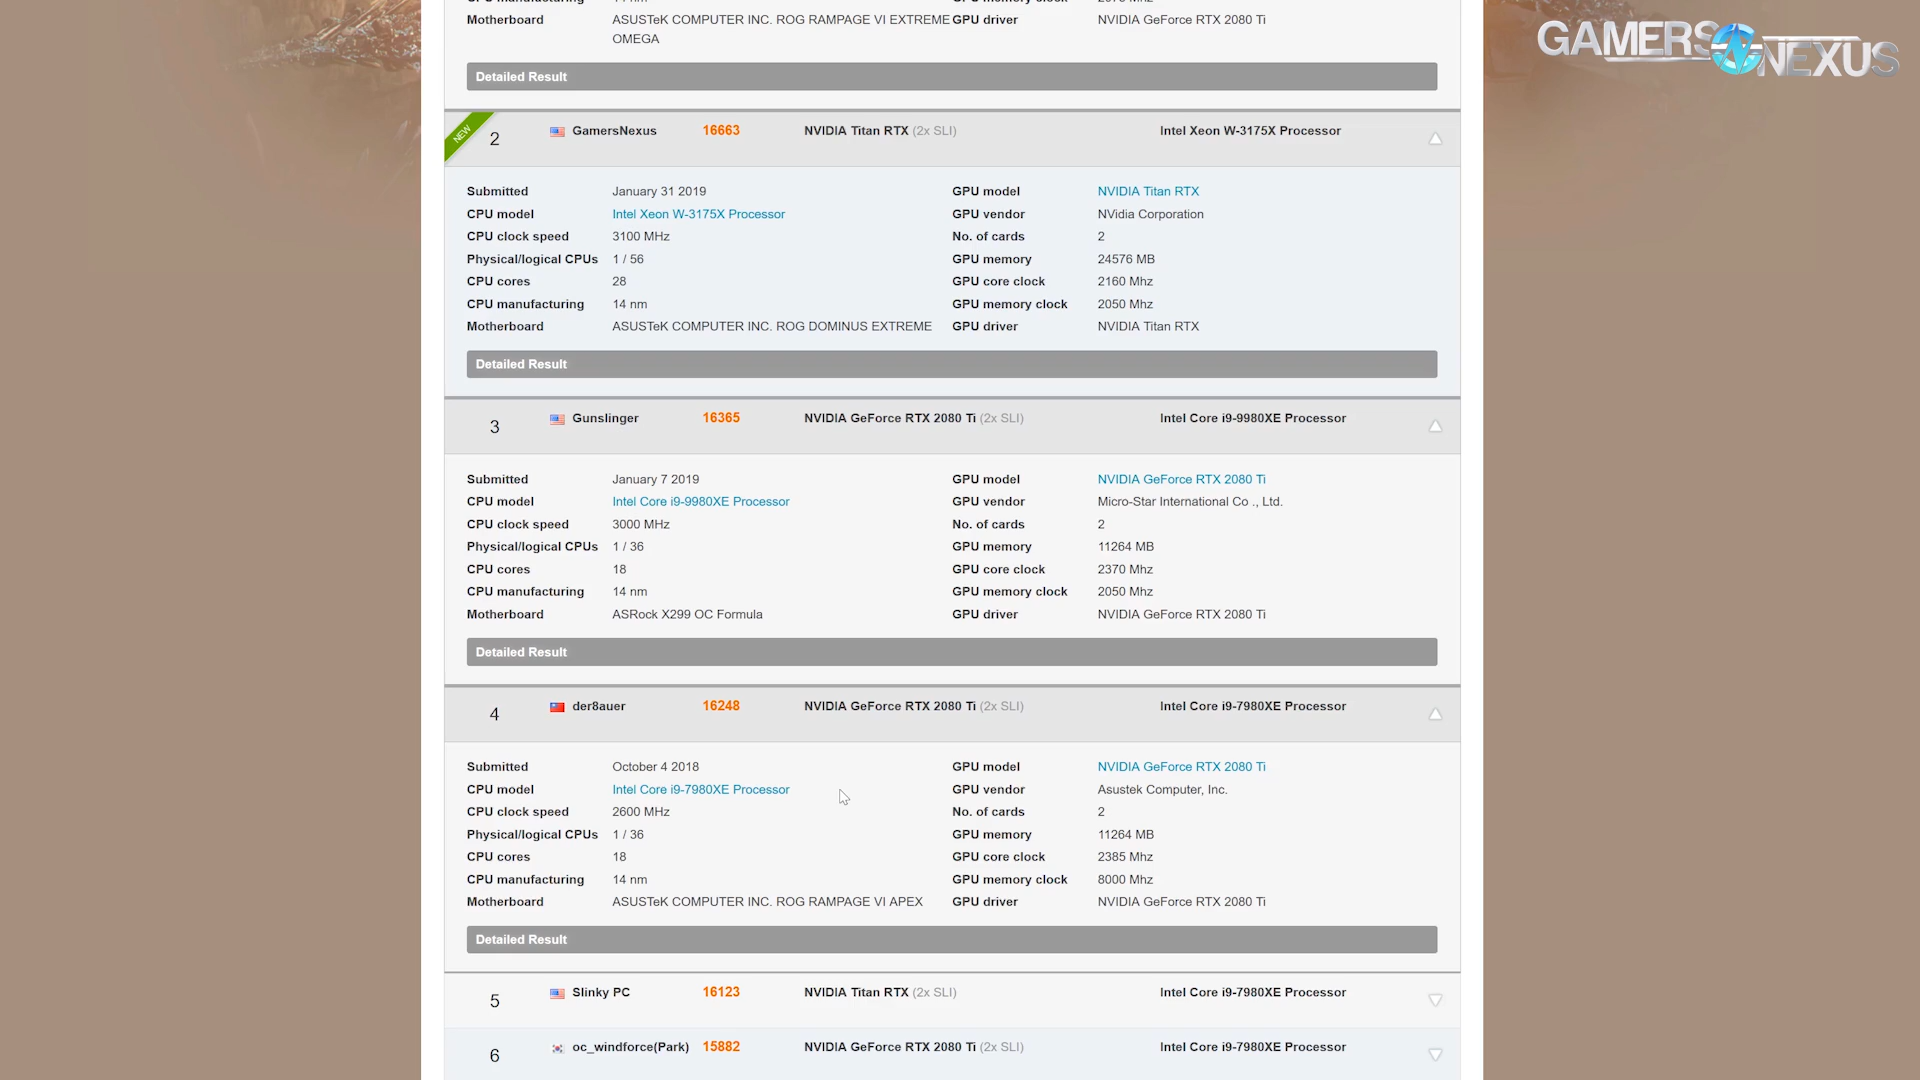 GAMERS NEXUS
Motherboard ASUSTeK COMPUTER INC. ROG RAMPAGE VI EXTREME OMEGA GPU driver NVIDIA GeForce RTX 2080 Ti
Detailed Result
NEW 2 GamersNexus 16663 NVIDIA Titan RTX (2x SLI) Intel Xeon W-3175X Processor
Submitted January 31 2019 GPU model NVIDIA Titan RTX
CPU model Intel Xeon W-3175X Processor GPU vendor NVidia Corporation
CPU clock speed 3100 MHz No. of cards 2
Physical/logical CPUs 1 / 56 GPU memory 24576 MB
CPU cores 28 GPU core clock 2160 Mhz
CPU manufacturing 14 nm GPU memory clock 2050 Mhz
Motherboard ASUSTeK COMPUTER INC. ROG DOMINUS EXTREME GPU driver NVIDIA Titan RTX
Detailed Result
3 Gunslinger 16365 NVIDIA GeForce RTX 2080 Ti (2x SLI) Intel Core i9-9980XE Processor
Submitted January 7 2019 GPU model NVIDIA GeForce RTX 2080 Ti
CPU model Intel Core i9-9980XE Processor GPU vendor Micro-Star International Co ., Ltd.
CPU clock speed 3000 MHz No. of cards 2
Physical/logical CPUs 1 / 36 GPU memory 11264 MB
CPU cores 18 GPU core clock 2370 Mhz
CPU manufacturing 14 nm GPU memory clock 2050 Mhz
Motherboard ASRock X299 OC Formula GPU driver NVIDIA GeForce RTX 2080 Ti
Detailed Result
4 der8auer 16248 NVIDIA GeForce RTX 2080 Ti (2x SLI) Intel Core i9-7980XE Processor
Submitted October 4 2018 GPU model NVIDIA GeForce RTX 2080 Ti
CPU model Intel Core i9-7980XE Processor GPU vendor Asustek Computer, Inc.
CPU clock speed 2600 MHz No. of cards 2
Physical/logical CPUs 1 / 36 GPU memory 11264 MB
CPU cores 18 GPU core clock 2385 Mhz
CPU manufacturing 14 nm GPU memory clock 8000 Mhz
Motherboard ASUSTeK COMPUTER INC. ROG RAMPAGE VI APEX GPU driver NVIDIA GeForce RTX 2080 Ti
Detailed Result
5 Slinky PC 16123 NVIDIA Titan RTX (2x SLI) Intel Core i9-7980XE Processor
6 oc_windforce(Park) 15882 NVIDIA GeForce RTX 2080 Ti (2x SLI) Intel Core i9-7980XE Processor